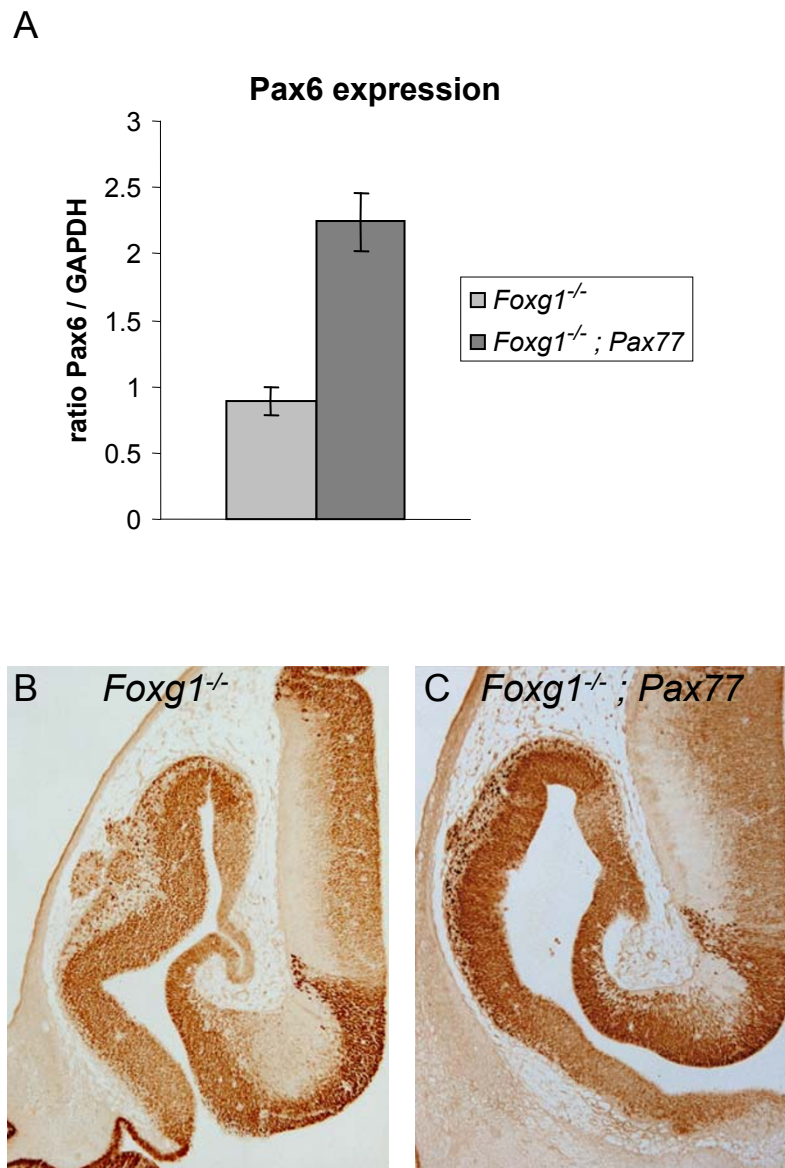 A
Pax6 expression
ratio Pax6 / GAPDH
3
2.5
2
1.5
1
0.5
0
Foxg1-/-
Foxg1-/- ; Pax77
B Foxg1-/-
C Foxg1-/- ; Pax77